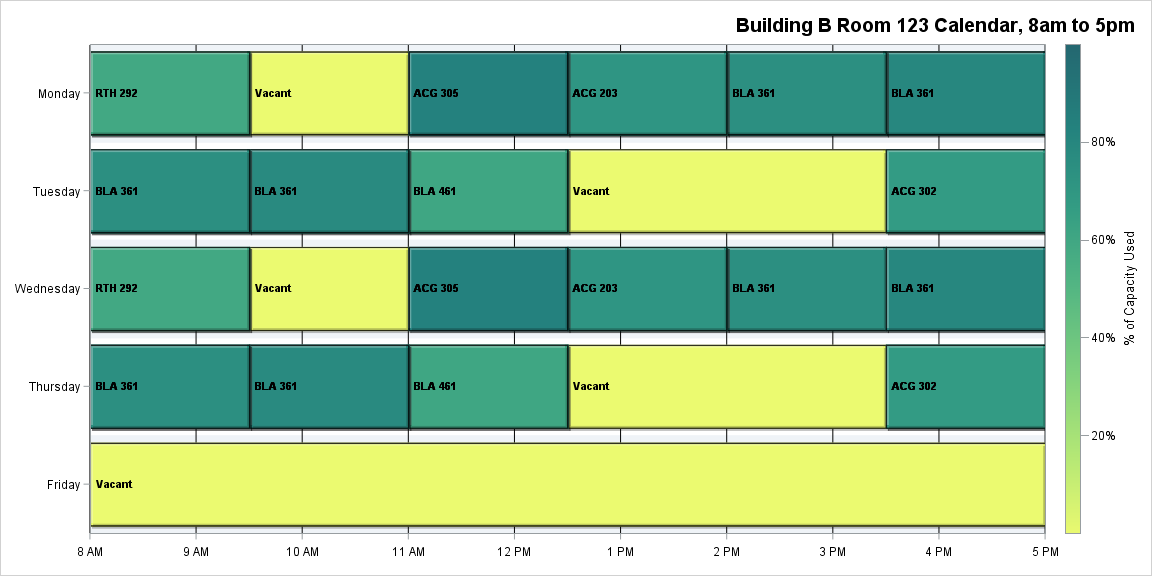 Building B Room 123 Calendar, 8am to 5pm
Monday
RTH 292
Vacant
ACG 305
ACG 203
BLA 361
BLA 361
Tuesday
BLA 361
BLA 361
BLA 461
Vacant
ACG 302
Wednesday
RTH 292
Vacant
ACG 305
ACG 203
BLA 361
BLA 361
Thursday
BLA 361
BLA 361
BLA 461
Vacant
ACG 302
Friday
Vacant
8 AM
9 AM
10 AM
11 AM
12 PM
1 PM
2 PM
3 PM
4 PM
5 PM
80%
60%
40%
20%
% of Capacity Used